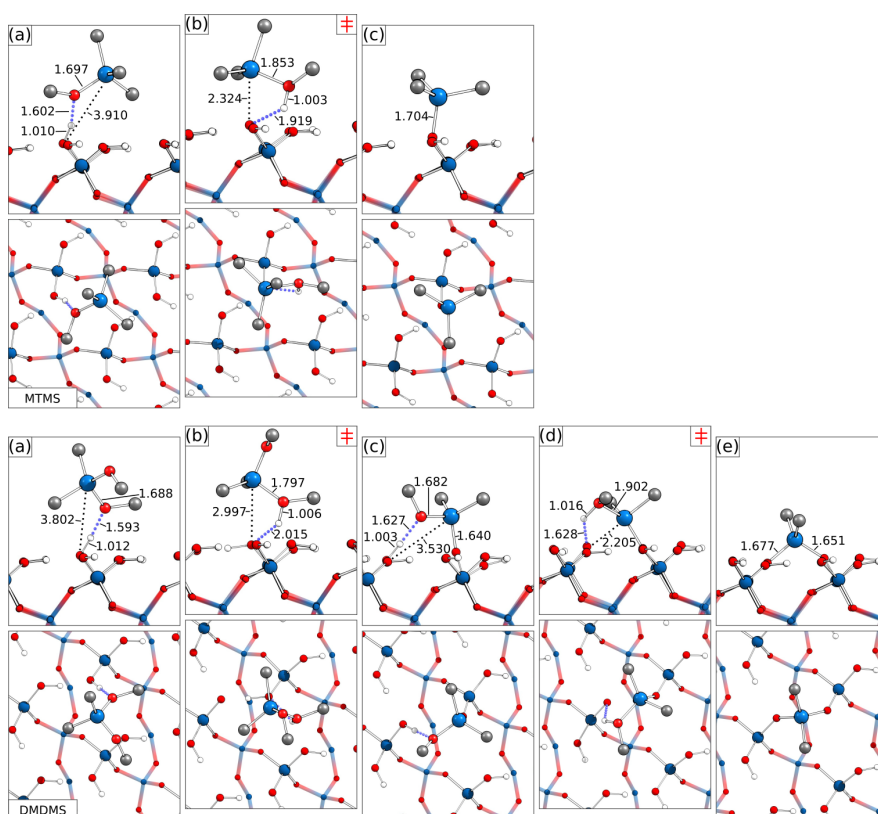 (a)
1.697
1.602
1.010
3.910
(b)
ǂ
1.853
2.324
1.003
1.919
(c)
1.704
MTMS
(a)
1.688
3.802
1.593
1.012
(b)
ǂ
1.797
2.997
1.006
2.015
(c)
1.682
1.627
1.003
3.530
1.640
(d)
ǂ
1.016
1.902
1.628
2.205
(e)
1.677
1.651
DMDMS